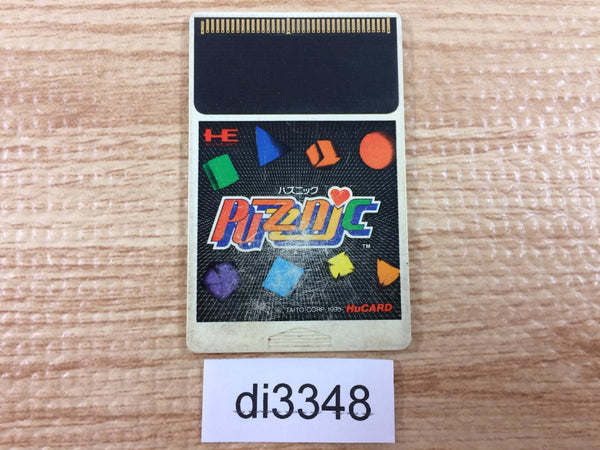 HE
パズニック
PUZZNIC
TM
TAITO CORP. 1990
HuCARD
di3348